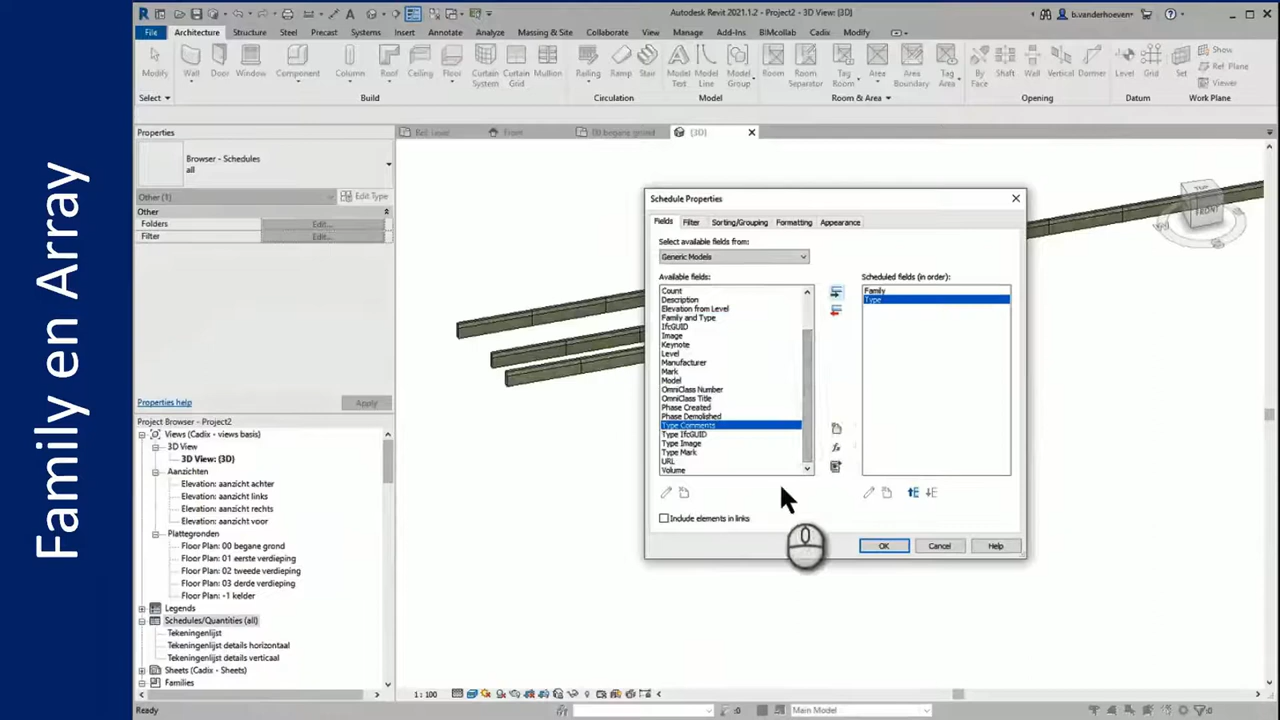 Family en Array
Autodesk Revit 2021.1.2 - Project2 - 3D View: {3D}
b.vanderhoeven
File Architecture Structure Steel Precast Systems Insert Annotate Analyze Massing & Site Collaborate View Manage Add-Ins BIMcollab Cadix Modify
Modify Wall Door Window Component Column Roof Ceiling Floor Curtain System Curtain Grid Mullion Railing Ramp Stair Model Text Model Line Model Group Room Room Separator Tag Room Area Area Boundary Tag Area By Face Shaft Wall Vertical Dormer Level Grid Set Show
Ref Plane
Viewer
Select Build Circulation Model Room & Area Opening Datum Work Plane
Properties
Ref. Level Front 00 begane grond {3D}
Browser - Schedules
all
Other (1) Edit Type
Other
Folders Edit...
Filter Edit...
Properties help Apply
Project Browser - Project2
Views (Cadix - views basis)
3D View
3D View: {3D}
Aanzichten
Elevation: aanzicht achter
Elevation: aanzicht links
Elevation: aanzicht rechts
Elevation: aanzicht voor
Plattegronden
Floor Plan: 00 begane grond
Floor Plan: 01 eerste verdieping
Floor Plan: 02 tweede verdieping
Floor Plan: 03 derde verdieping
Floor Plan: -1 kelder
Legends
Schedules/Quantities (all)
Tekeningenlijst
Tekeningenlijst details horizontaal
Tekeningenlijst details verticaal
Sheets (Cadix - Sheets)
Families
Schedule Properties
Fields Filter Sorting/Grouping Formatting Appearance
Select available fields from:
Generic Models
Available fields:
Count
Description
Elevation from Level
Family and Type
IfcGUID
Image
Keynote
Level
Manufacturer
Mark
Model
OmniClass Number
OmniClass Title
Phase Created
Phase Demolished
Type Comments
Type IfcGUID
Type Image
Type Mark
URL
Volume
Scheduled fields (in order):
Family
Type
Include elements in links
OK Cancel Help
TOP
FRONT
1 : 100
Ready :0 Main Model :0